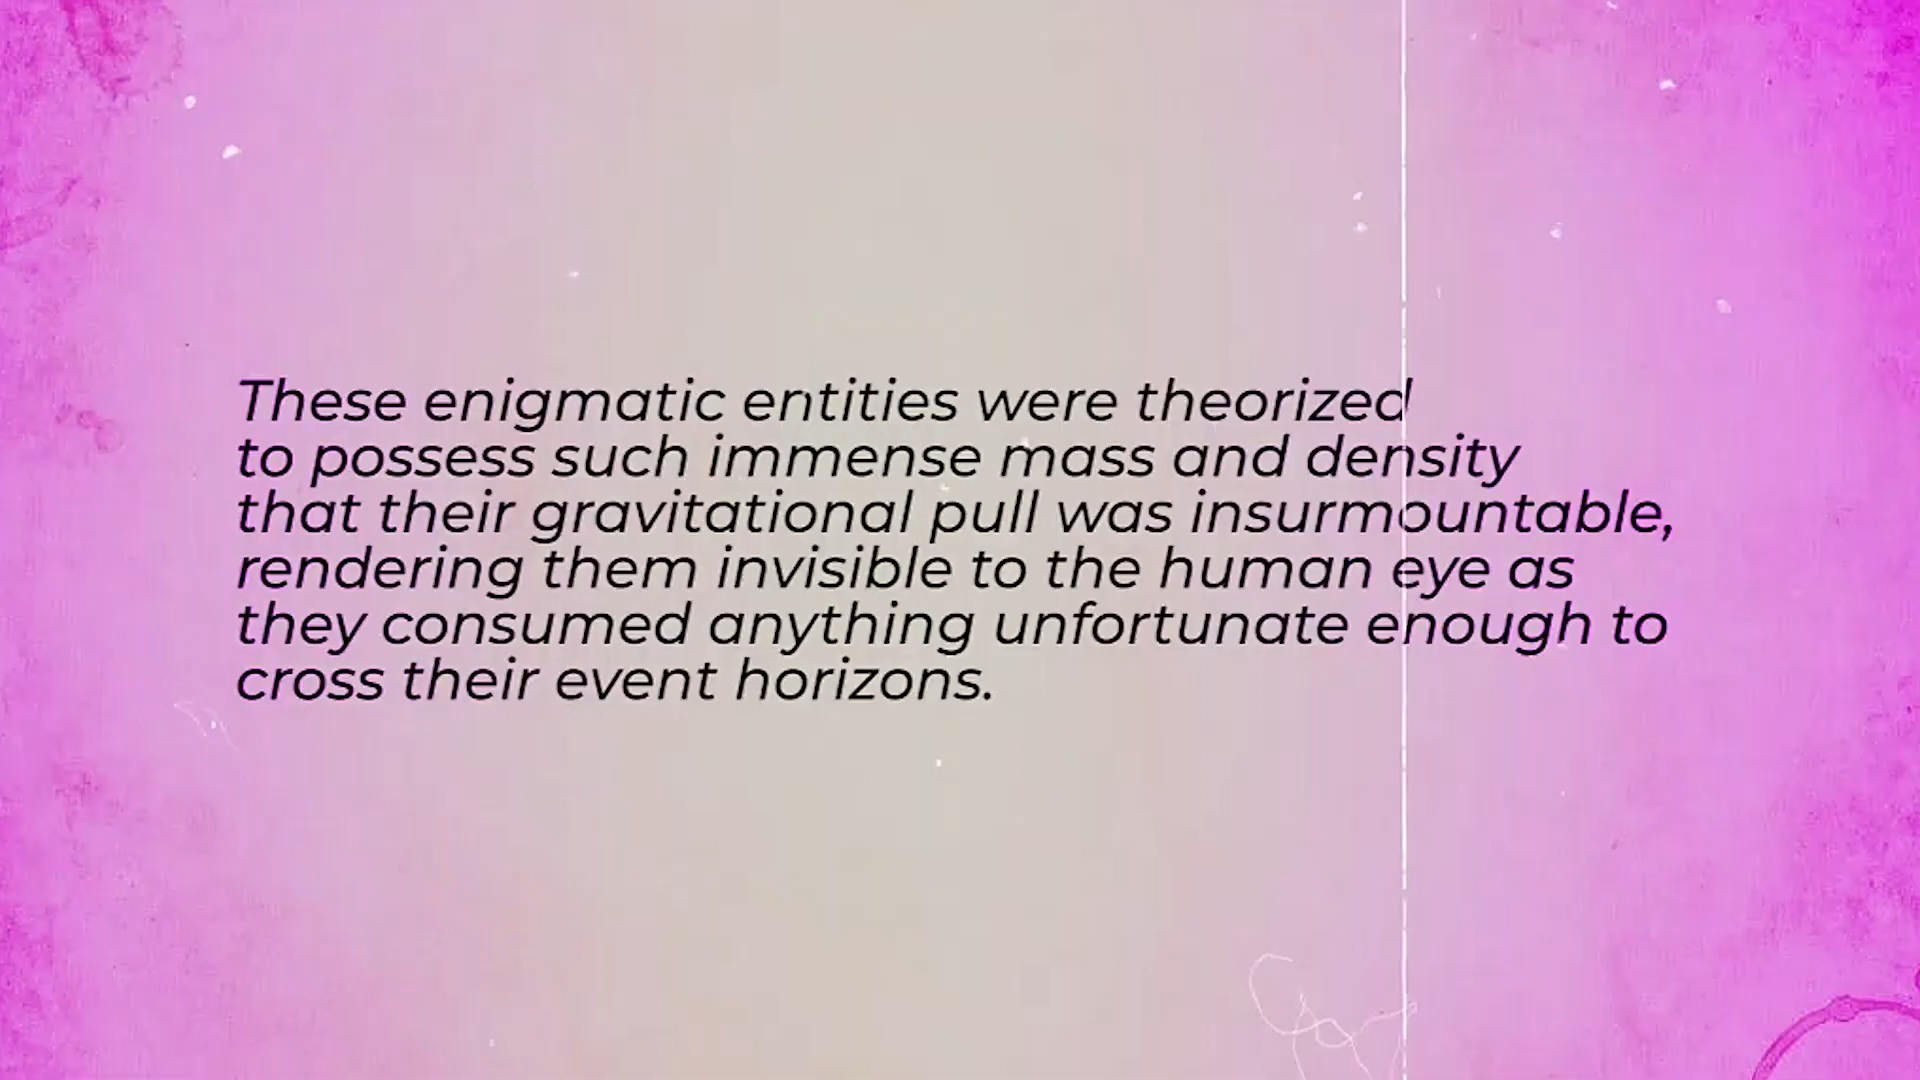 These enigmatic entities were theorized
to possess such immense mass and density
that their gravitational pull was insurmountable,
rendering them invisible to the human eye as
they consumed anything unfortunate enough to
cross their event horizons.